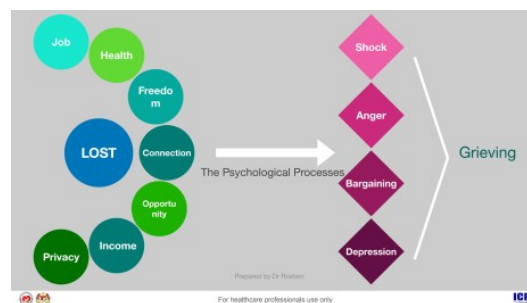 Job
Health
Freedo
m
LOST
Connection
Opportu
nity
Income
Privacy
The Psychological Processes
Shock
Anger
Bargaining
Depression
Grieving
Prepared by Dr Rostam
For healthcare professionals use only